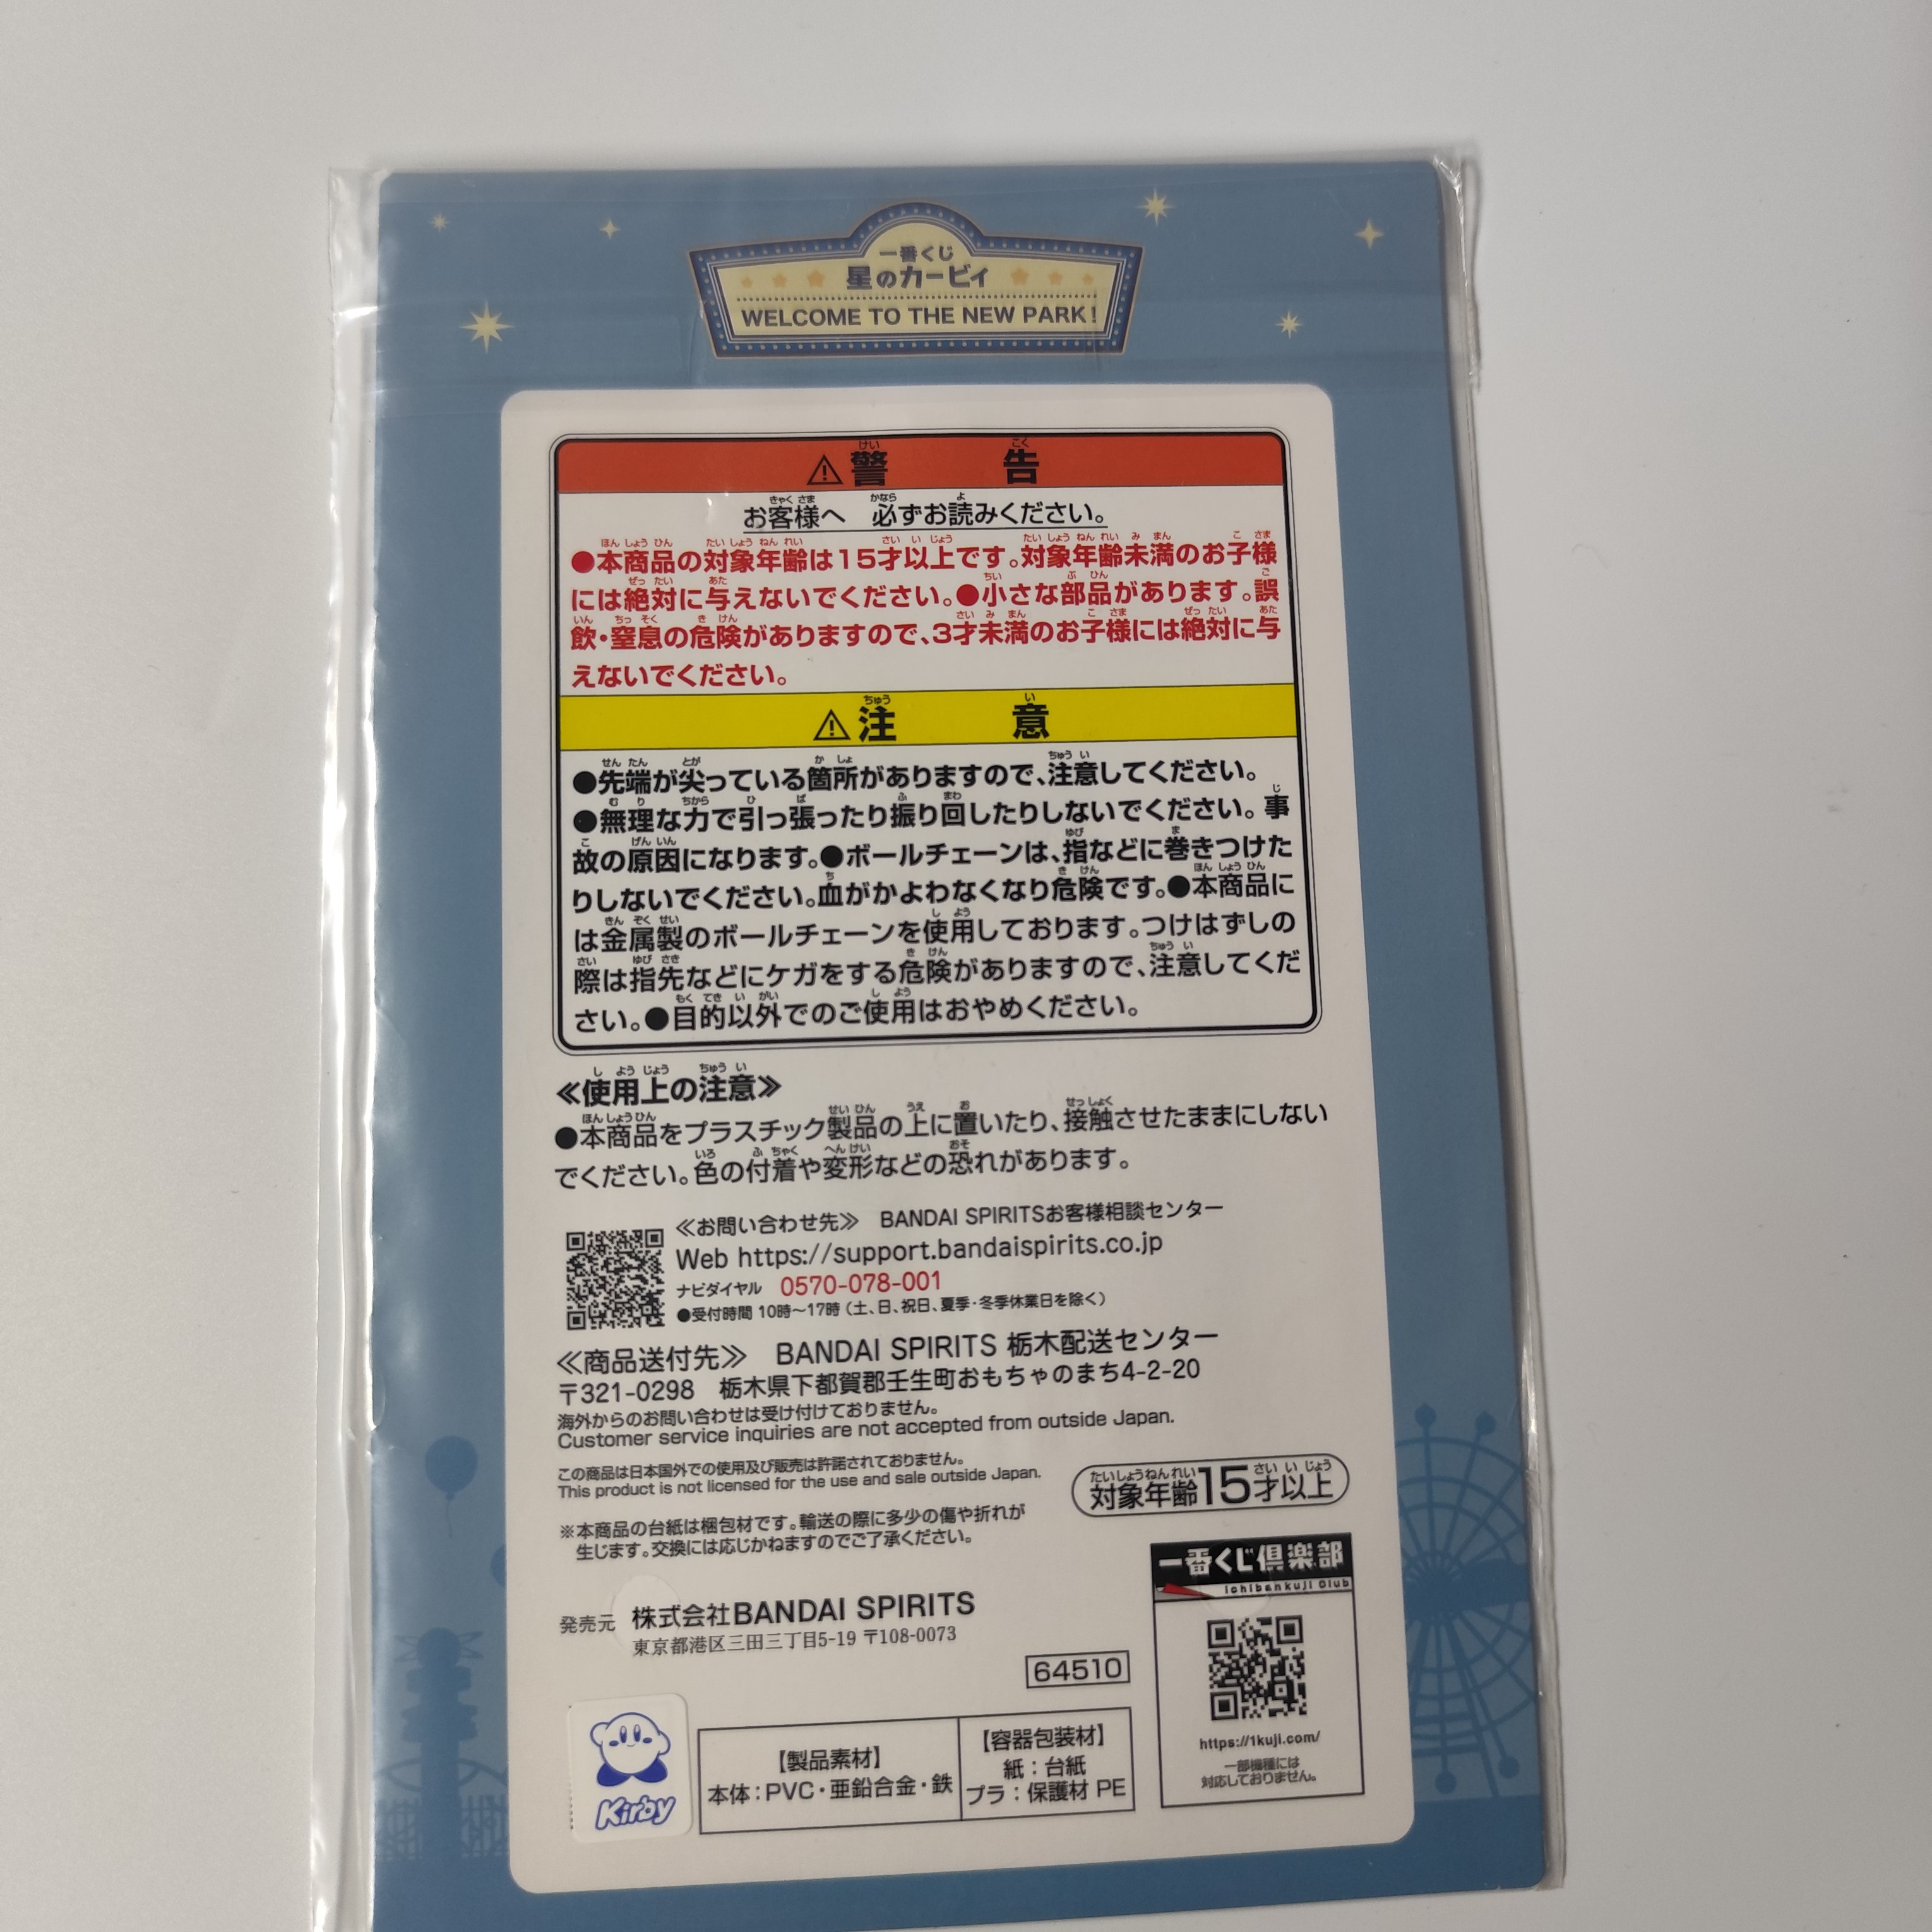 一番くじ
星のカービィ
WELCOME TO THE NEW PARK!
⚠警告
お客様へ 必ずお読みください。
●本商品の対象年齢は15才以上です。対象年齢未満のお子様
には絶対に与えないでください。●小さな部品があります。誤
飲・窒息の危険がありますので、3才未満のお子様には絶対に与
えないでください。
⚠注意
●先端が尖っている箇所がありますので、注意してください。
●無理な力で引っ張ったり振り回したりしないでください。事
故の原因になります。●ボールチェーンは、指などに巻きつけた
りしないでください。血がかよわなくなり危険です。●本商品に
は金属製のボールチェーンを使用しております。つけはずしの
際は指先などにケガをする危険がありますので、注意してくだ
さい。●目的以外でのご使用はおやめください。
≪使用上の注意≫
●本商品をプラスチック製品の上に置いたり、接触させたままにしない
でください。色の付着や変形などの恐れがあります。
≪お問い合わせ先≫ BANDAI SPIRITSお客様相談センター
Web https://support.bandaispirits.co.jp
ナビダイヤル 0570-078-001
●受付時間 10時～17時（土、日、祝日、夏季・冬季休業日を除く）
≪商品送付先≫ BANDAI SPIRITS 栃木配送センター
〒321-0298 栃木県下都賀郡壬生町おもちゃのまち4-2-20
海外からのお問い合わせは受け付けておりません。
Customer service inquiries are not accepted from outside Japan.
この商品は日本国外での使用及び販売は許諾されておりません。
This product is not licensed for the use and sale outside Japan.
対象年齢15才以上
※本商品の台紙は梱包材です。輸送の際に多少の傷や折れが
生じます。交換には応じかねますのでご了承ください。
一番くじ倶楽部
Ichibankuji Club
発売元 株式会社BANDAI SPIRITS
東京都港区三田三丁目5-19 〒108-0073
64510
https://1kuji.com/
一部機種には
対応しておりません。
Kirby
【製品素材】
本体：PVC・亜鉛合金・鉄
【容器包装材】
紙：台紙
プラ：保護材 PE